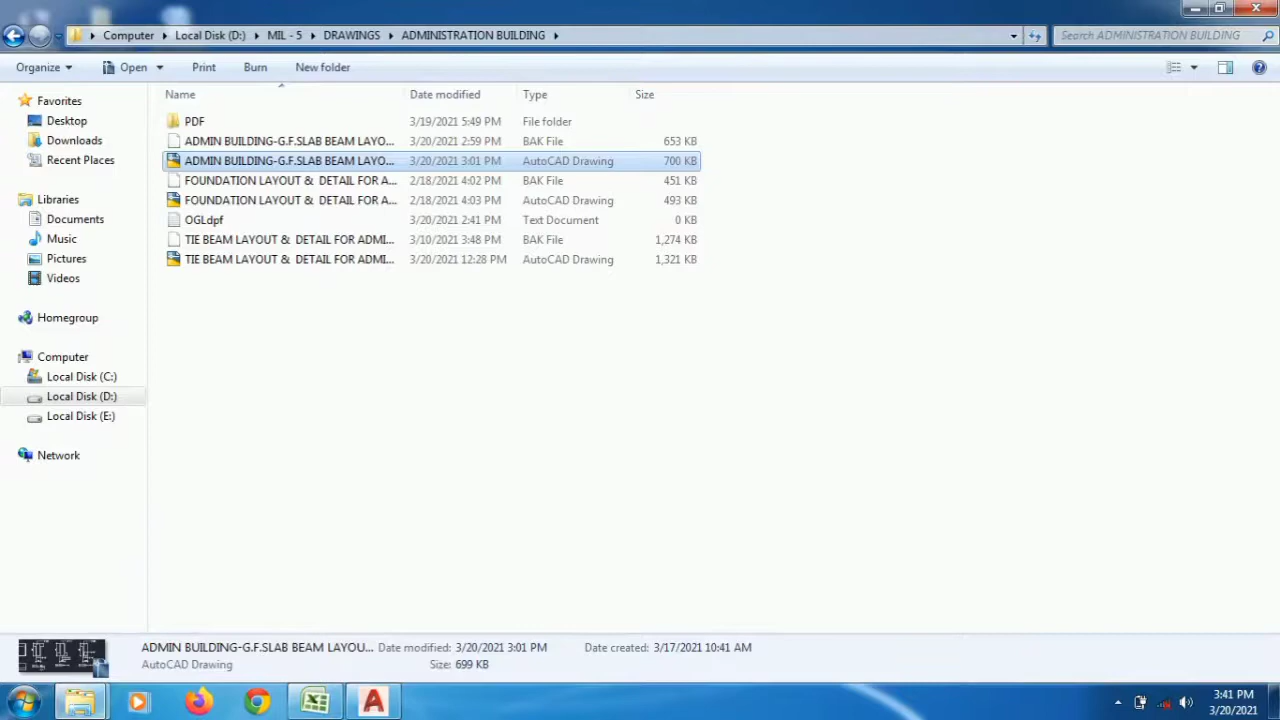 Computer Local Disk (D:) MIL - 5 DRAWINGS ADMINISTRATION BUILDING
Search ADMINISTRATION BUILDING
Organize Open Print Burn New folder
Name Date modified Type Size
Favorites
Desktop
Downloads
Recent Places
Libraries
Documents
Music
Pictures
Videos
Homegroup
Computer
Local Disk (C:)
Local Disk (D:)
Local Disk (E:)
Network
PDF 3/19/2021 5:49 PM File folder
ADMIN BUILDING-G.F.SLAB BEAM LAYO... 3/20/2021 2:59 PM BAK File 653 KB
ADMIN BUILDING-G.F.SLAB BEAM LAYO... 3/20/2021 3:01 PM AutoCAD Drawing 700 KB
FOUNDATION LAYOUT & DETAIL FOR A... 2/18/2021 4:02 PM BAK File 451 KB
FOUNDATION LAYOUT & DETAIL FOR A... 2/18/2021 4:03 PM AutoCAD Drawing 493 KB
OGLdpf 3/20/2021 2:41 PM Text Document 0 KB
TIE BEAM LAYOUT & DETAIL FOR ADMI... 3/10/2021 3:48 PM BAK File 1,274 KB
TIE BEAM LAYOUT & DETAIL FOR ADMI... 3/20/2021 12:28 PM AutoCAD Drawing 1,321 KB
ADMIN BUILDING-G.F.SLAB BEAM LAYOU... Date modified: 3/20/2021 3:01 PM Date created: 3/17/2021 10:41 AM
AutoCAD Drawing Size: 699 KB
3:41 PM
3/20/2021